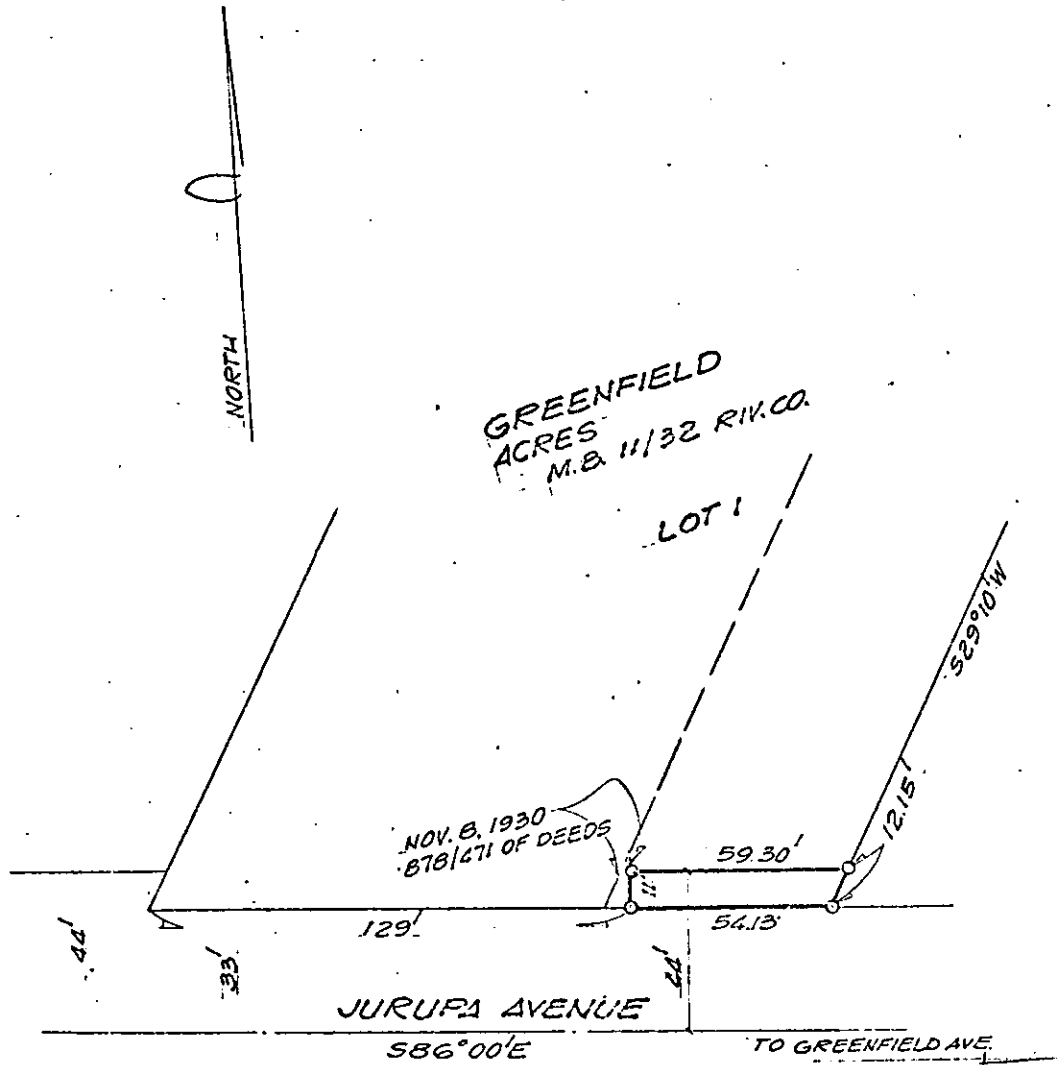 NORTH
GREENFIELD
ACRES
M.B. 11/32 RIV. CO.
LOT 1
S29°10'W
12.15'
NOV. 8, 1930
878/471 OF DEEDS
59.30'
11'
129'
54.13'
44'
33'
44'
JURUPA AVENUE
S86°00'E
TO GREENFIELD AVE.